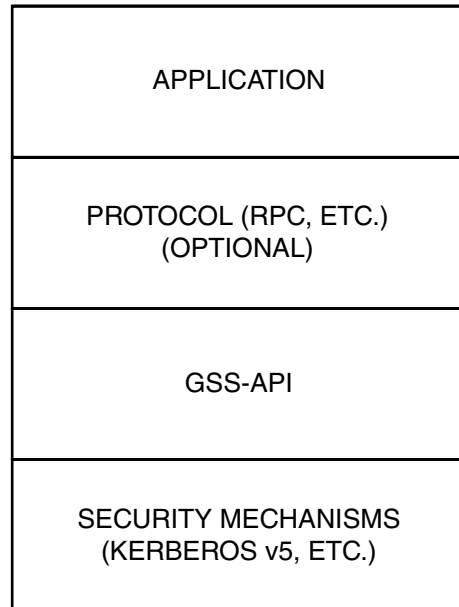 APPLICATION
PROTOCOL (RPC, ETC.)
(OPTIONAL)
GSS-API
SECURITY MECHANISMS
(KERBEROS v5, ETC.)